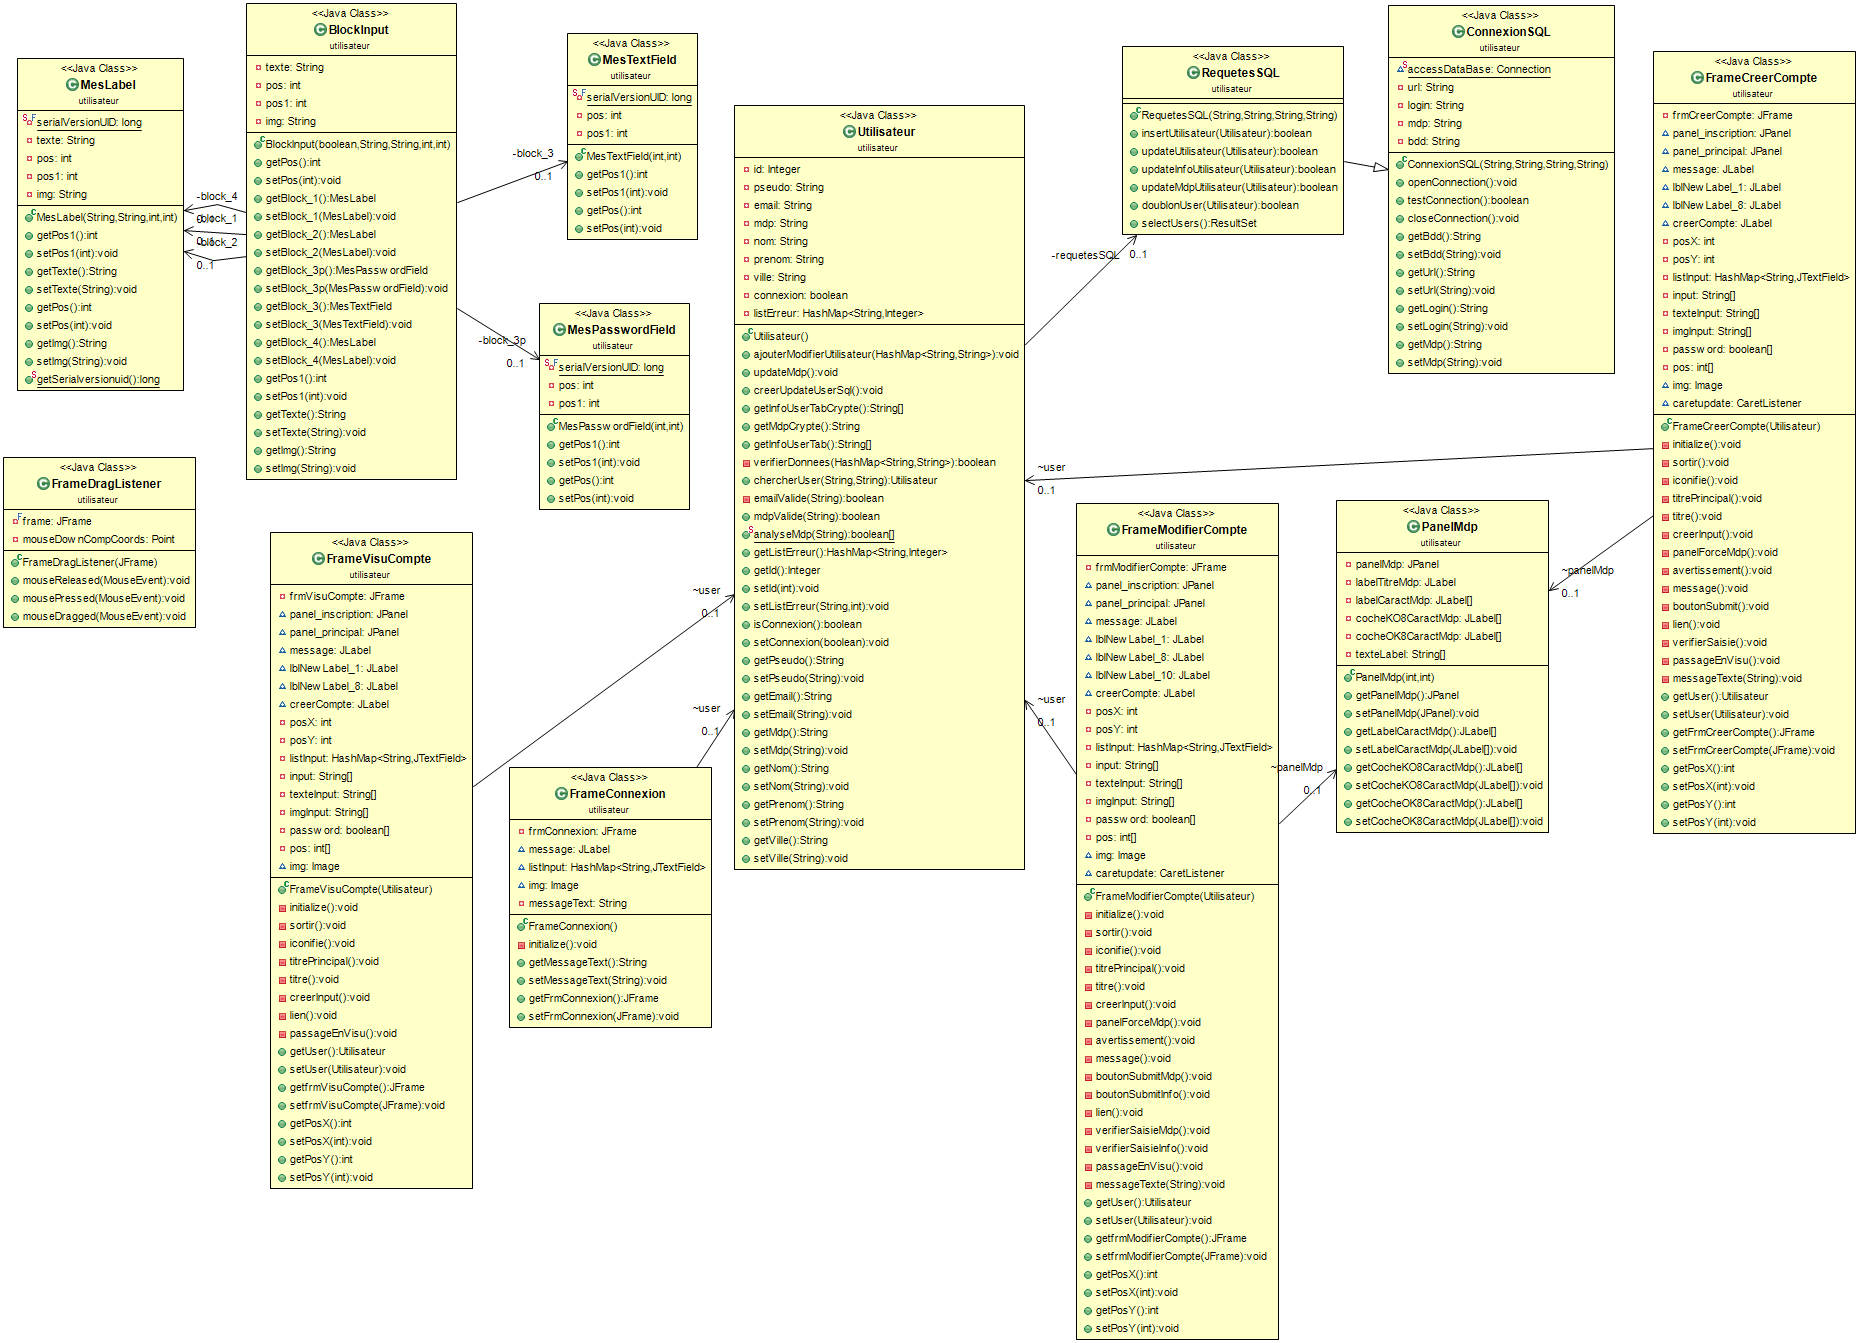 <<Java Class>>
MesLabel
utilisateur
serialVersionUID: long
texte: String
pos: int
pos1: int
img: String
MesLabel(String,String,int,int)
getPos1():int
setPos1(int):void
getTexte():String
setTexte(String):void
getPos():int
setPos(int):void
getImg():String
setImg(String):void
getSerialversionuid():long
<<Java Class>>
BlockInput
utilisateur
texte: String
pos: int
pos1: int
img: String
BlockInput(boolean,String,String,int,int)
getPos():int
setPos(int):void
getBlock_1():MesLabel
setBlock_1(MesLabel):void
getBlock_2():MesLabel
setBlock_2(MesLabel):void
getBlock_3p():MesPasswordField
setBlock_3p(MesPasswordField):void
getBlock_3():MesTextField
setBlock_3(MesTextField):void
getBlock_4():MesLabel
setBlock_4(MesLabel):void
getPos1():int
setPos1(int):void
getTexte():String
setTexte(String):void
getImg():String
setImg(String):void
-block_4
0..1
-block_1
0..1
-block_2
0..1
-block_3
0..1
-block_3p
0..1
<<Java Class>>
MesTextField
utilisateur
serialVersionUID: long
pos: int
pos1: int
MesTextField(int,int)
getPos1():int
setPos1(int):void
getPos():int
setPos(int):void
<<Java Class>>
MesPasswordField
utilisateur
serialVersionUID: long
pos: int
pos1: int
MesPasswordField(int,int)
getPos1():int
setPos1(int):void
getPos():int
setPos(int):void
<<Java Class>>
FrameDragListener
utilisateur
frame: JFrame
mouseDownCompCoords: Point
FrameDragListener(JFrame)
mouseReleased(MouseEvent):void
mousePressed(MouseEvent):void
mouseDragged(MouseEvent):void
<<Java Class>>
FrameVisuCompte
utilisateur
frmVisuCompte: JFrame
panel_inscription: JPanel
panel_principal: JPanel
message: JLabel
lblNewLabel_1: JLabel
lblNewLabel_8: JLabel
creerCompte: JLabel
posX: int
posY: int
listInput: HashMap<String,JTextField>
input: String[]
texteInput: String[]
imgInput: String[]
password: boolean[]
pos: int[]
img: Image
FrameVisuCompte(Utilisateur)
initialize():void
sortir():void
iconifie():void
titrePrincipal():void
titre():void
creerInput():void
lien():void
passageEnVisu():void
getUser():Utilisateur
setUser(Utilisateur):void
getfrmVisuCompte():JFrame
setfrmVisuCompte(JFrame):void
getPosX():int
setPosX(int):void
getPosY():int
setPosY(int):void
~user
0..1
<<Java Class>>
FrameConnexion
utilisateur
frmConnexion: JFrame
message: JLabel
listInput: HashMap<String,JTextField>
img: Image
messageText: String
FrameConnexion()
initialize():void
getMessageText():String
setMessageText(String):void
getFrmConnexion():JFrame
setFrmConnexion(JFrame):void
~user
0..1
<<Java Class>>
Utilisateur
utilisateur
id: Integer
pseudo: String
email: String
mdp: String
nom: String
prenom: String
ville: String
connexion: boolean
listErreur: HashMap<String,Integer>
Utilisateur()
ajouterModifierUtilisateur(HashMap<String,String>):void
updateMdp():void
creerUpdateUserSql():void
getInfoUserTabCrypte():String[]
getMdpCrypte():String
getInfoUserTab():String[]
verifierDonnees(HashMap<String,String>):boolean
chercherUser(String,String):Utilisateur
emailValide(String):boolean
mdpValide(String):boolean
analyseMdp(String):boolean[]
getListErreur():HashMap<String,Integer>
getId():Integer
setId(int):void
setListErreur(String,int):void
isConnexion():boolean
setConnexion(boolean):void
getPseudo():String
setPseudo(String):void
getEmail():String
setEmail(String):void
getMdp():String
setMdp(String):void
getNom():String
setNom(String):void
getPrenom():String
setPrenom(String):void
getVille():String
setVille(String):void
-requetesSQL
0..1
<<Java Class>>
RequetesSQL
utilisateur
RequetesSQL(String,String,String,String)
insertUtilisateur(Utilisateur):boolean
updateUtilisateur(Utilisateur):boolean
updateInfoUtilisateur(Utilisateur):boolean
updateMdpUtilisateur(Utilisateur):boolean
doublonUser(Utilisateur):boolean
selectUsers():ResultSet
<<Java Class>>
ConnexionSQL
utilisateur
accessDataBase: Connection
url: String
login: String
mdp: String
bdd: String
ConnexionSQL(String,String,String,String)
openConnection():void
testConnection():boolean
closeConnection():void
getBdd():String
setBdd(String):void
getUrl():String
setUrl(String):void
getLogin():String
setLogin(String):void
getMdp():String
setMdp(String):void
<<Java Class>>
FrameCreerCompte
utilisateur
frmCreerCompte: JFrame
panel_inscription: JPanel
panel_principal: JPanel
message: JLabel
lblNewLabel_1: JLabel
lblNewLabel_8: JLabel
creerCompte: JLabel
posX: int
posY: int
listInput: HashMap<String,JTextField>
input: String[]
texteInput: String[]
imgInput: String[]
password: boolean[]
pos: int[]
img: Image
caretupdate: CaretListener
FrameCreerCompte(Utilisateur)
initialize():void
sortir():void
iconifie():void
titrePrincipal():void
titre():void
creerInput():void
panelForceMdp():void
avertissement():void
message():void
boutonSubmit():void
lien():void
verifierSaisie():void
passageEnVisu():void
messageTexte(String):void
getUser():Utilisateur
setUser(Utilisateur):void
getFrmCreerCompte():JFrame
setFrmCreerCompte(JFrame):void
getPosX():int
setPosX(int):void
getPosY():int
setPosY(int):void
~user
0..1
~panelMdp
0..1
<<Java Class>>
FrameModifierCompte
utilisateur
frmModifierCompte: JFrame
panel_inscription: JPanel
panel_principal: JPanel
message: JLabel
lblNewLabel_1: JLabel
lblNewLabel_8: JLabel
lblNewLabel_10: JLabel
creerCompte: JLabel
posX: int
posY: int
listInput: HashMap<String,JTextField>
input: String[]
texteInput: String[]
imgInput: String[]
password: boolean[]
pos: int[]
img: Image
caretupdate: CaretListener
FrameModifierCompte(Utilisateur)
initialize():void
sortir():void
iconifie():void
titrePrincipal():void
titre():void
creerInput():void
panelForceMdp():void
avertissement():void
message():void
boutonSubmitMdp():void
boutonSubmitInfo():void
lien():void
verifierSaisieMdp():void
verifierSaisieInfo():void
passageEnVisu():void
messageTexte(String):void
getUser():Utilisateur
setUser(Utilisateur):void
getfrmModifierCompte():JFrame
setfrmModifierCompte(JFrame):void
getPosX():int
setPosX(int):void
getPosY():int
setPosY(int):void
~user
0..1
~panelMdp
0..1
<<Java Class>>
PanelMdp
utilisateur
panelMdp: JPanel
labelTitreMdp: JLabel
labelCaractMdp: JLabel[]
cocheKO8CaractMdp: JLabel[]
cocheOK8CaractMdp: JLabel[]
texteLabel: String[]
PanelMdp(int,int)
getPanelMdp():JPanel
setPanelMdp(JPanel):void
getLabelCaractMdp():JLabel[]
setLabelCaractMdp(JLabel[]):void
getCocheKO8CaractMdp():JLabel[]
setCocheKO8CaractMdp(JLabel[]):void
getCocheOK8CaractMdp():JLabel[]
setCocheOK8CaractMdp(JLabel[]):void